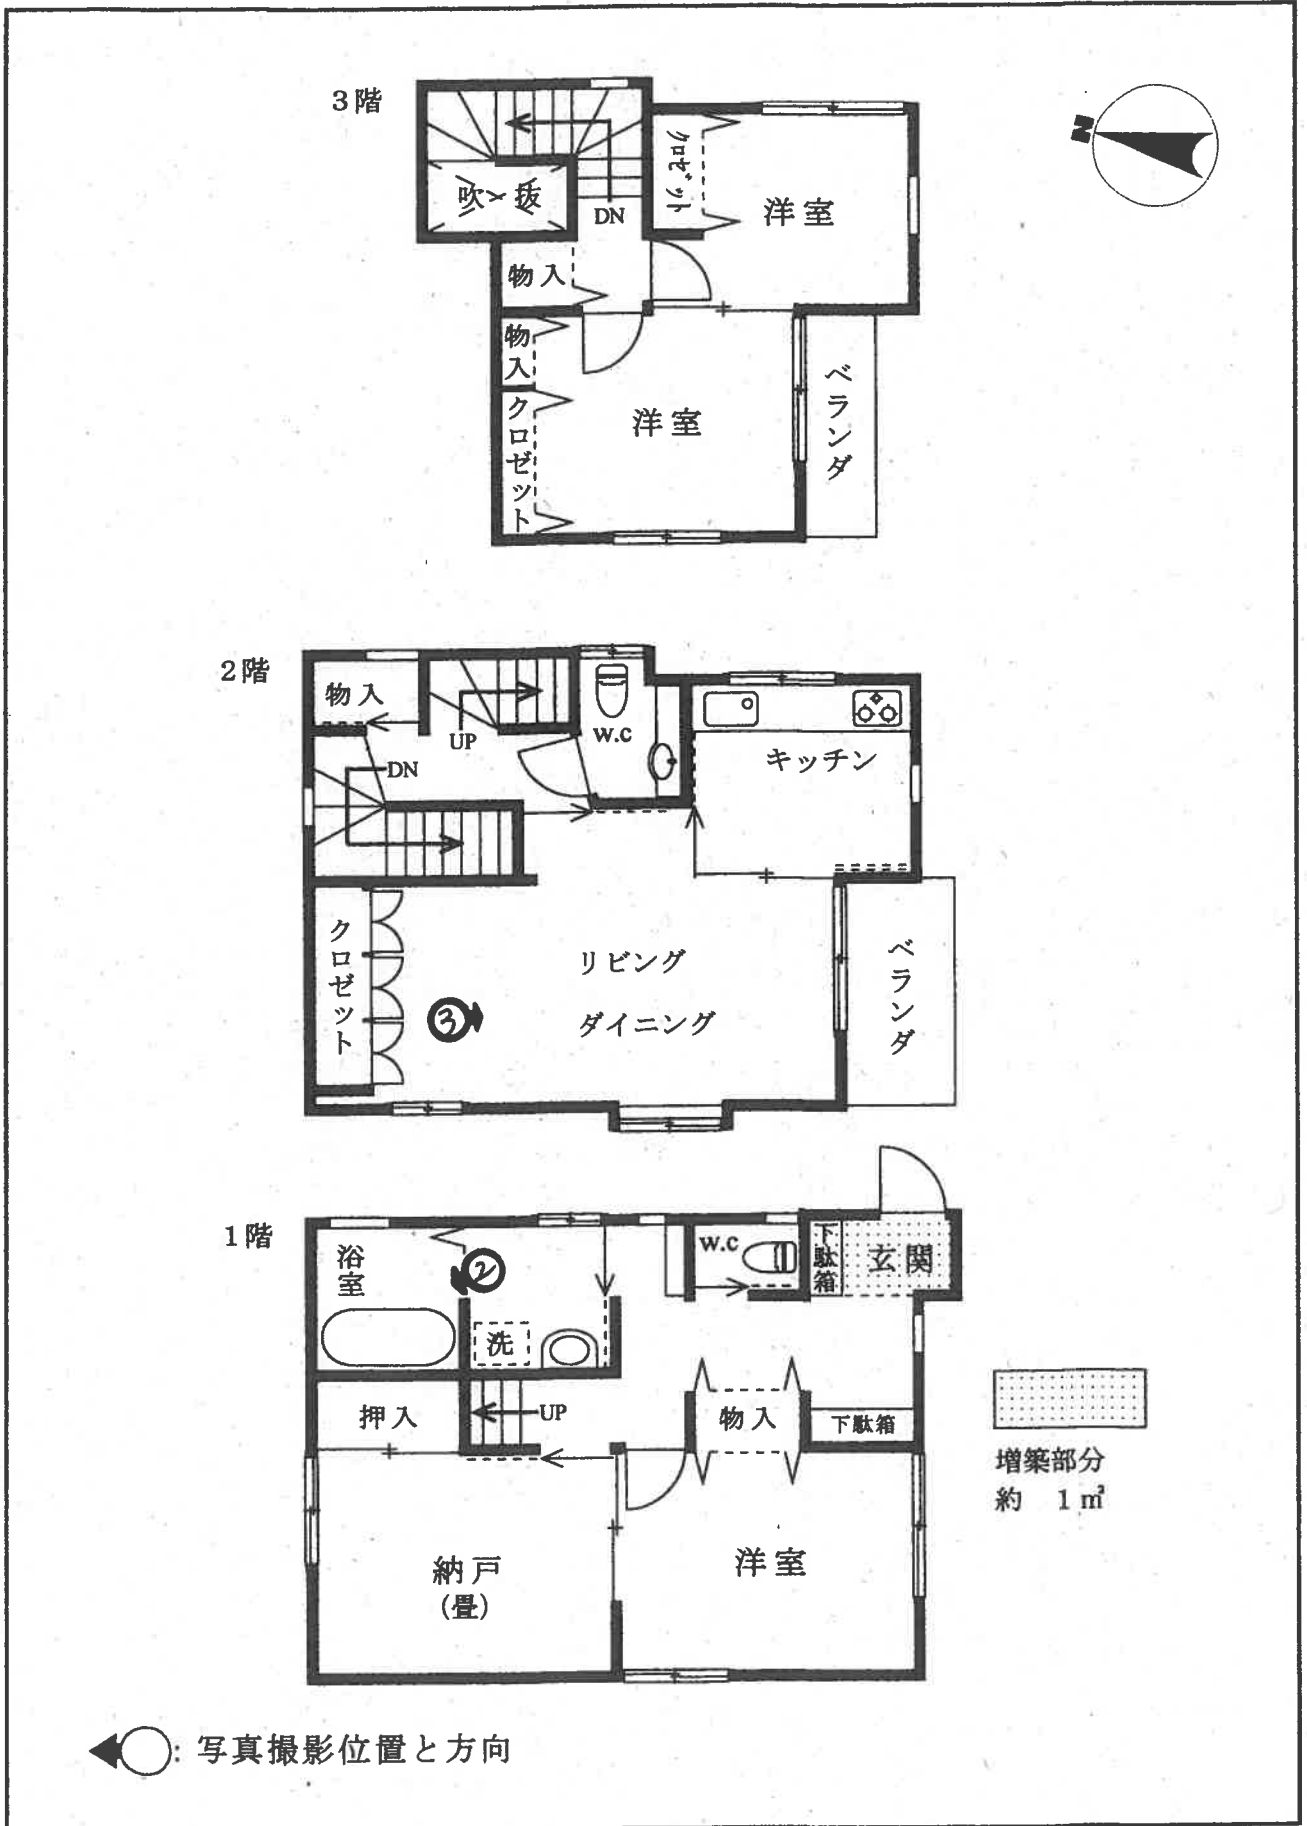 3階
N
吹 抜
DN
クロゼット
洋室
物入
物入
クロゼット
洋室
ベランダ
2階
物入
UP
W.C
キッチン
DN
クロゼット
リビング
ダイニング
ベランダ
③
1階
浴室
②
W.C
下駄箱
玄関
洗
押入
UP
物入
下駄箱
増築部分
約 1㎡
納戸
(畳)
洋室
: 写真撮影位置と方向